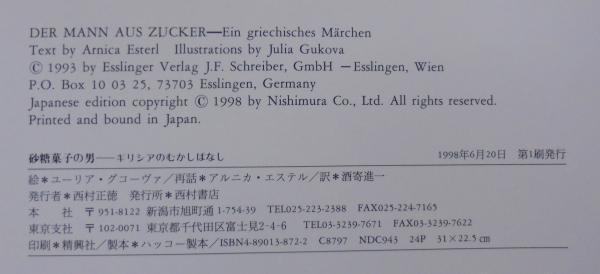 DER MANN AUS ZUCKER—Ein griechisches Märchen
Text by Arnica Esterl Illustrations by Julia Gukova
© 1993 by Esslinger Verlag J.F. Schreiber, GmbH — Esslingen, Wien
P.O. Box 10 03 25, 73703 Esslingen, Germany
Japanese edition copyright © 1998 by Nishimura Co., Ltd. All rights reserved.
Printed and bound in Japan.
砂糖菓子の男——ギリシアのむかしばなし 1998年6月20日 第1刷発行
絵＊ユーリア・グコーヴァ/再話＊アルニカ・エステル/訳＊酒寄進一
発行者＊西村正徳 発行所＊西村書店
本 社 〒951-8122 新潟市旭町通1-754-39 TEL025-223-2388 FAX025-224-7165
東京支社 〒102-0071 東京都千代田区富士見2-4-6 TEL03-3239-7671 FAX03-3239-7622
印刷＊精興社/製本＊ハッコー製本/ISBN4-89013-872-2 C8797 NDC943 24P 31×22.5㎝